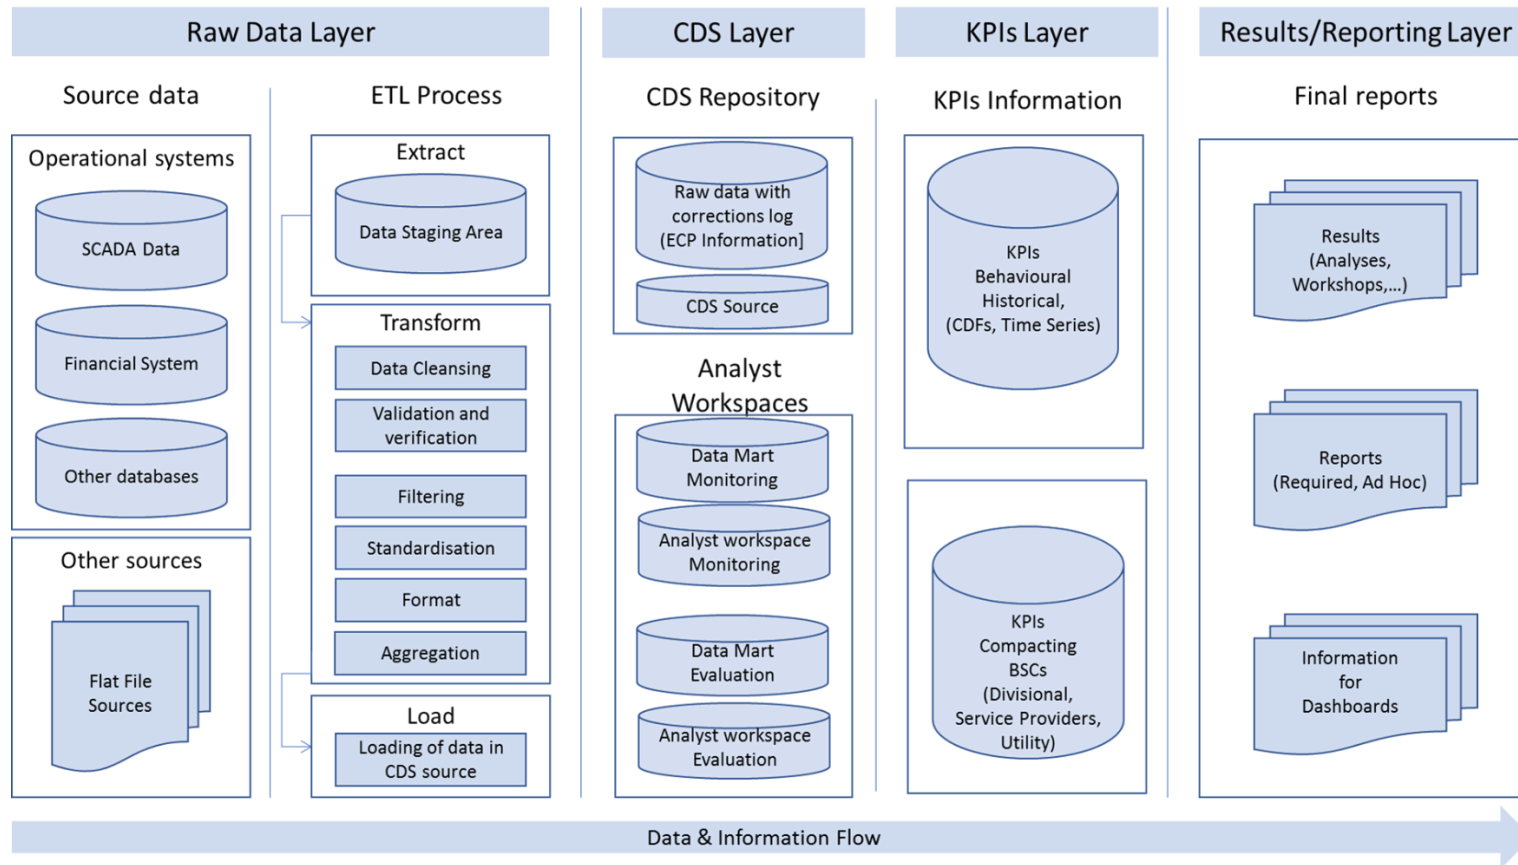 Raw Data Layer
CDS Layer
KPIs Layer
Results/Reporting Layer
Source data
ETL Process
CDS Repository
KPIs Information
Final reports
Operational systems
SCADA Data
Financial System
Other databases
Other sources
Flat File
Sources
Extract
Data Staging Area
Transform
Data Cleansing
Validation and
verification
Filtering
Standardisation
Format
Aggregation
Load
Loading of data in
CDS source
Raw data with
corrections log
(ECP Information]
CDS Source
Analyst
Workspaces
Data Mart
Monitoring
Analyst workspace
Monitoring
Data Mart
Evaluation
Analyst workspace
Evaluation
KPIs
Behavioural
Historical,
(CDFs, Time Series)
KPIs
Compacting
BSCs
(Divisional,
Service Providers,
Utility)
Results
(Analyses,
Workshops,...)
Reports
(Required, Ad Hoc)
Information
for
Dashboards
Data & Information Flow